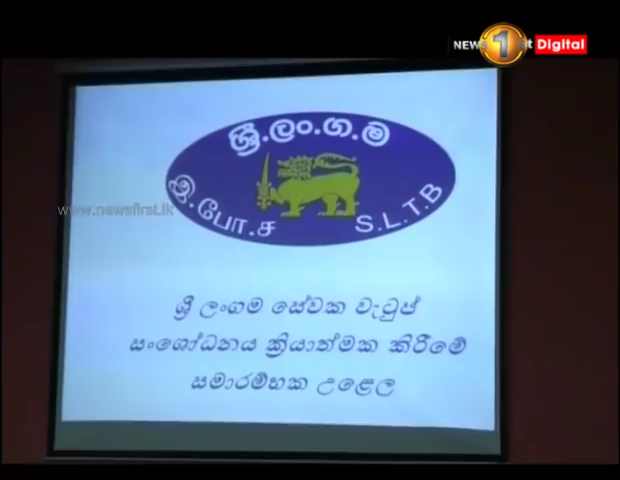 NEWS 1st Digital
ශ්‍රී.ලං.ග.ම
இ.போ.ச S.L.T.B
www.newsfirst.lk
ශ්‍රී ලංගම සේවක වැටුප්
සංශෝධනය ක්‍රියාත්මක කිරීමේ
සමාරම්භක උළෙල